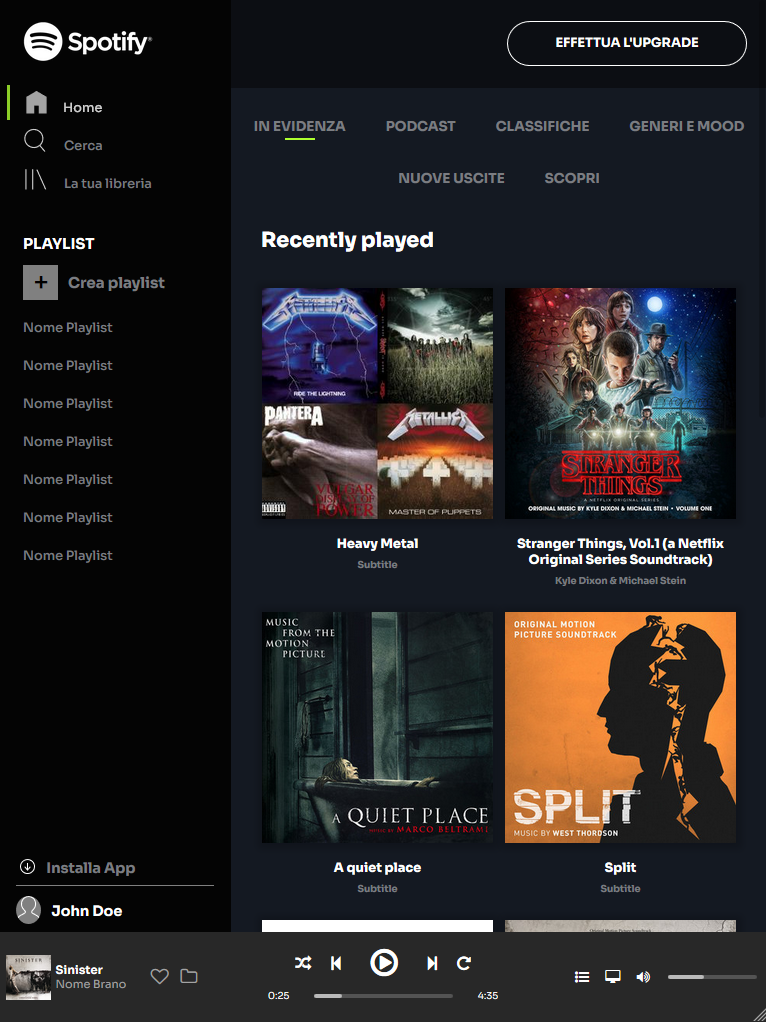 Spotify®
EFFETTUA L'UPGRADE
Home
Cerca
La tua libreria
PLAYLIST
+ Crea playlist
Nome Playlist
Nome Playlist
Nome Playlist
Nome Playlist
Nome Playlist
Nome Playlist
Nome Playlist
Installa App
John Doe
IN EVIDENZA PODCAST CLASSIFICHE GENERI E MOOD
NUOVE USCITE SCOPRI
Recently played
METALLICA
RIDE THE LIGHTNING
PANTERA
VULGAR
DISPLAY OF
POWER
METALLICA
MASTER OF PUPPETS
STRANGER
THINGS
A NETFLIX ORIGINAL SERIES
ORIGINAL MUSIC BY KYLE DIXON & MICHAEL STEIN • VOLUME ONE
Heavy Metal
Subtitle
Stranger Things, Vol.1 (a Netflix
Original Series Soundtrack)
Kyle Dixon & Michael Stein
MUSIC
FROM THE
MOTION
PICTURE
A QUIET PLACE
MUSIC BY MARCO BELTRAMI
ORIGINAL MOTION
PICTURE SOUNDTRACK
SPLIT
MUSIC BY WEST THORDSON
A quiet place
Subtitle
Split
Subtitle
SINISTER
Sinister
Nome Brano
0:25
4:35